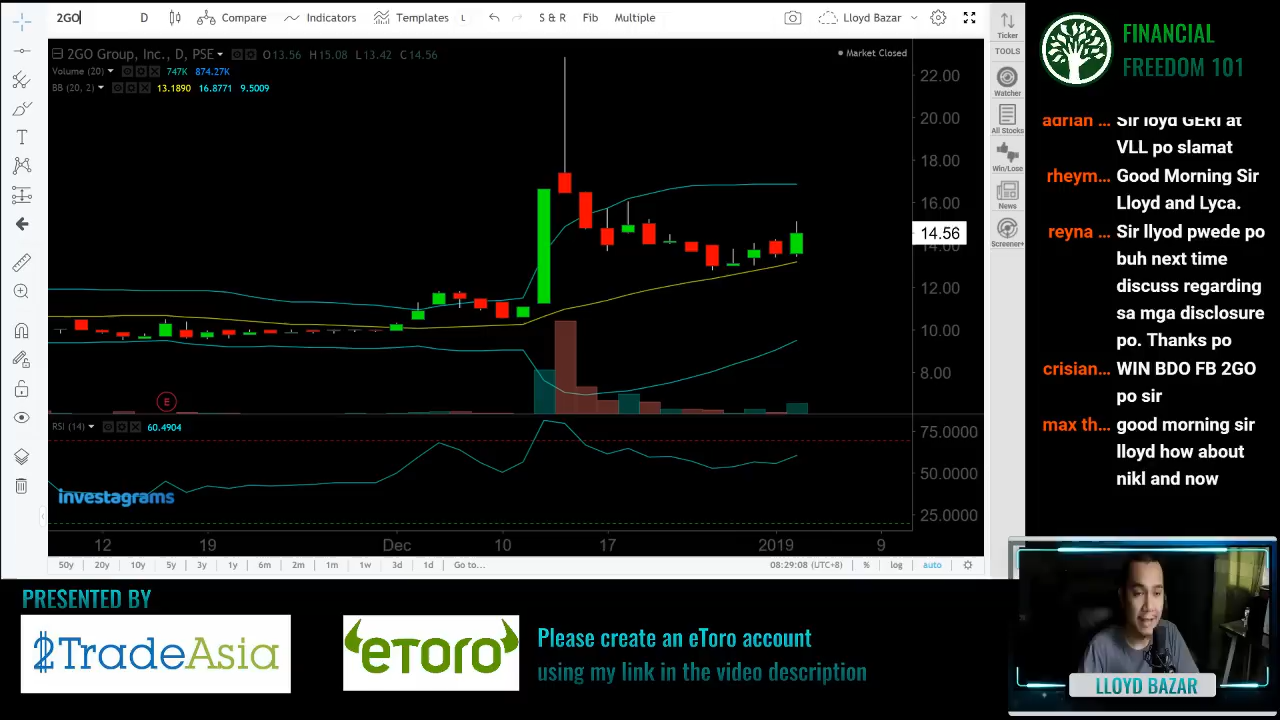 2GO
D
Compare
Indicators
Templates
L
S & R
Fib
Multiple
Lloyd Bazar
2GO Group, Inc., D, PSE
O13.56 H15.08 L13.42 C14.56
Market Closed
Volume (20) 747K 874.27K
BB (20, 2) 13.1890 16.8771 9.5009
22.00
20.00
18.00
16.00
14.56
14.00
12.00
10.00
8.00
E
RSI (14) 60.4904
75.0000
50.0000
25.0000
investagrams
12 19 Dec 10 17 2019 9
50y 20y 10y 5y 3y 1y 6m 2m 1m 1w 3d 1d Go to...
08:29:08 (UTC+8) % log auto
Ticker
TOOLS
Watcher
All Stocks
Win/Lose
News
Screener+
FINANCIAL
FREEDOM 101
adrian ... Sir loyd GERI at
VLL po slamat
rheym... Good Morning Sir
Lloyd and Lyca.
reyna ... Sir llyod pwede po
buh next time
discuss regarding
sa mga disclosure
po. Thanks po
crisian... WIN BDO FB 2GO
po sir
max th... good morning sir
lloyd how about
nikl and now
PRESENTED BY
2TradeAsia
eToro
Please create an eToro account
using my link in the video description
LLOYD BAZAR